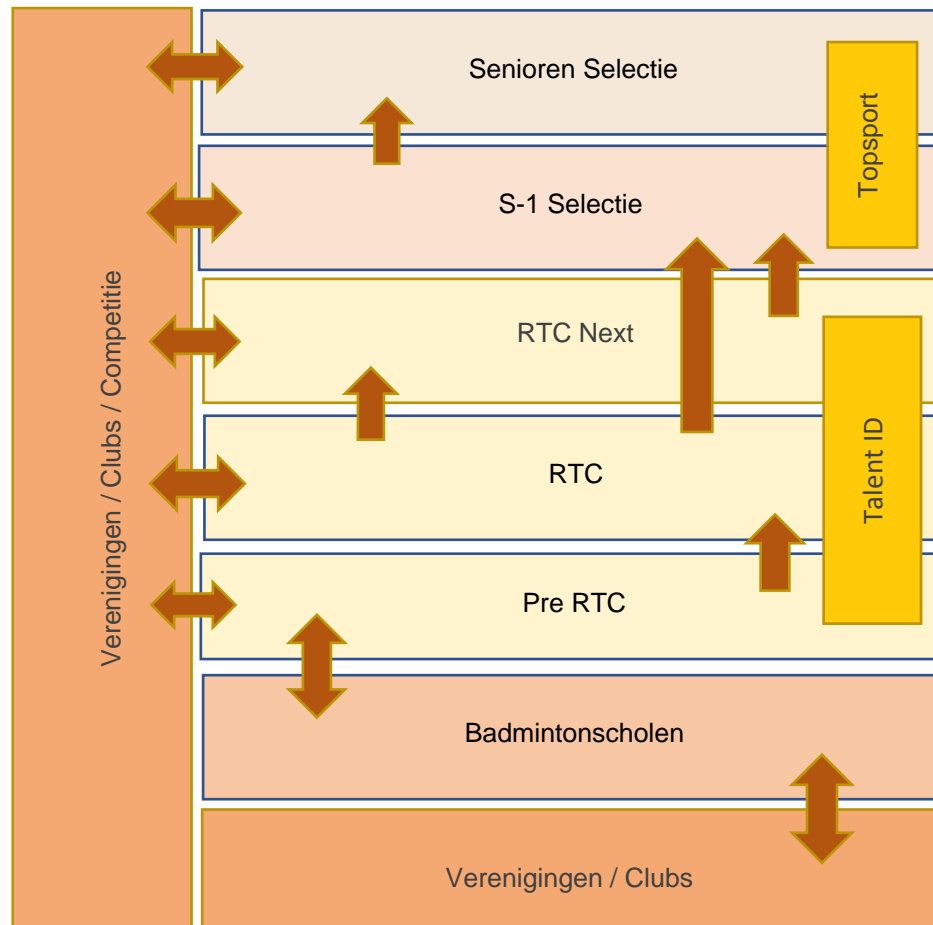 Verenigingen / Clubs / Competitie
Senioren Selectie
S-1 Selectie
RTC Next
RTC
Pre RTC
Badmintonscholen
Verenigingen / Clubs
Topsport
Talent ID